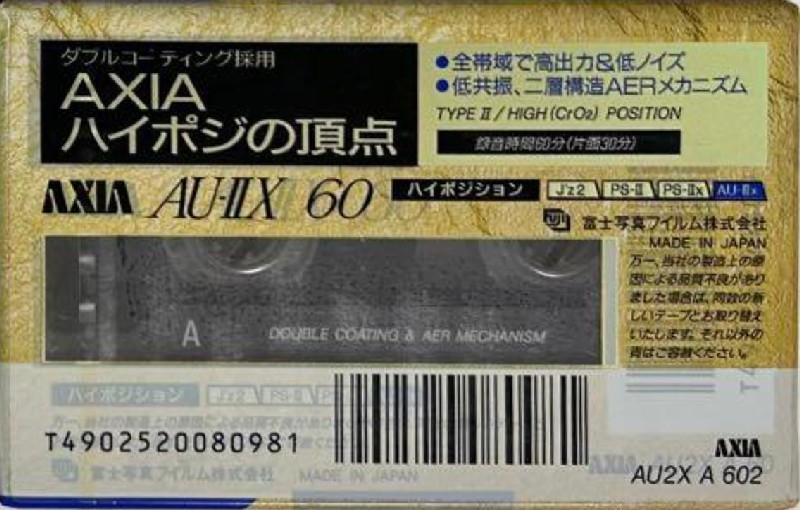 ダブルコーティング採用
AXIA
ハイポジの頂点
●全帯域で高出力&低ノイズ
●低共振、二層構造AERメカニズム
TYPE II/HIGH(CrO₂) POSITION
録音時間60分(片面30分)
AXIA AU-IIX 60 ハイポジション J'z2 PS-II PS-IIx AU-IIx
富士写真フイルム株式会社
MADE IN JAPAN
万一、当社の製造上の原
因による品質不良があり
ました場合は、同数の新
しいテープとお取り替え
いたします。それ以外の
責はご容赦ください。
A DOUBLE COATING & AER MECHANISM
ハイポジション J'z2 PS-II
T4902520080981
富士写真フイルム株式会社 MADE IN JAPAN
AXIA
AU2X A 602